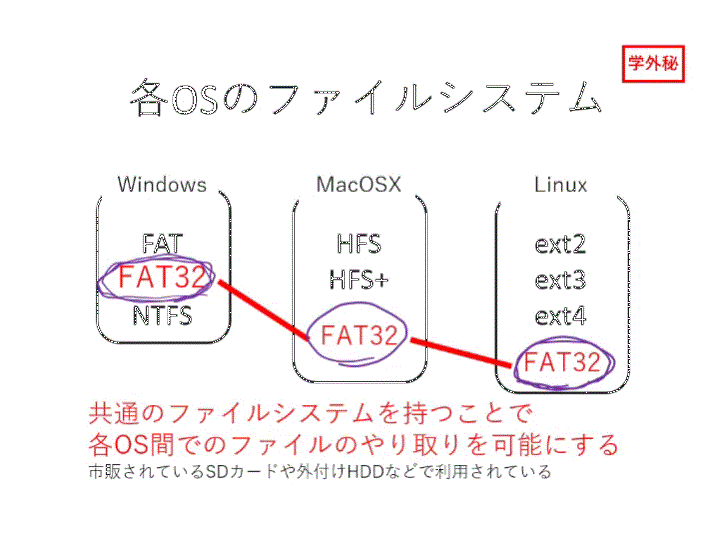 学外秘
各OSのファイルシステム
Windows
FAT
FAT32
NTFS
MacOSX
HFS
HFS+
FAT32
Linux
ext2
ext3
ext4
FAT32
共通のファイルシステムを持つことで
各OS間でのファイルのやり取りを可能にする
市販されているSDカードや外付けHDDなどで利用されている